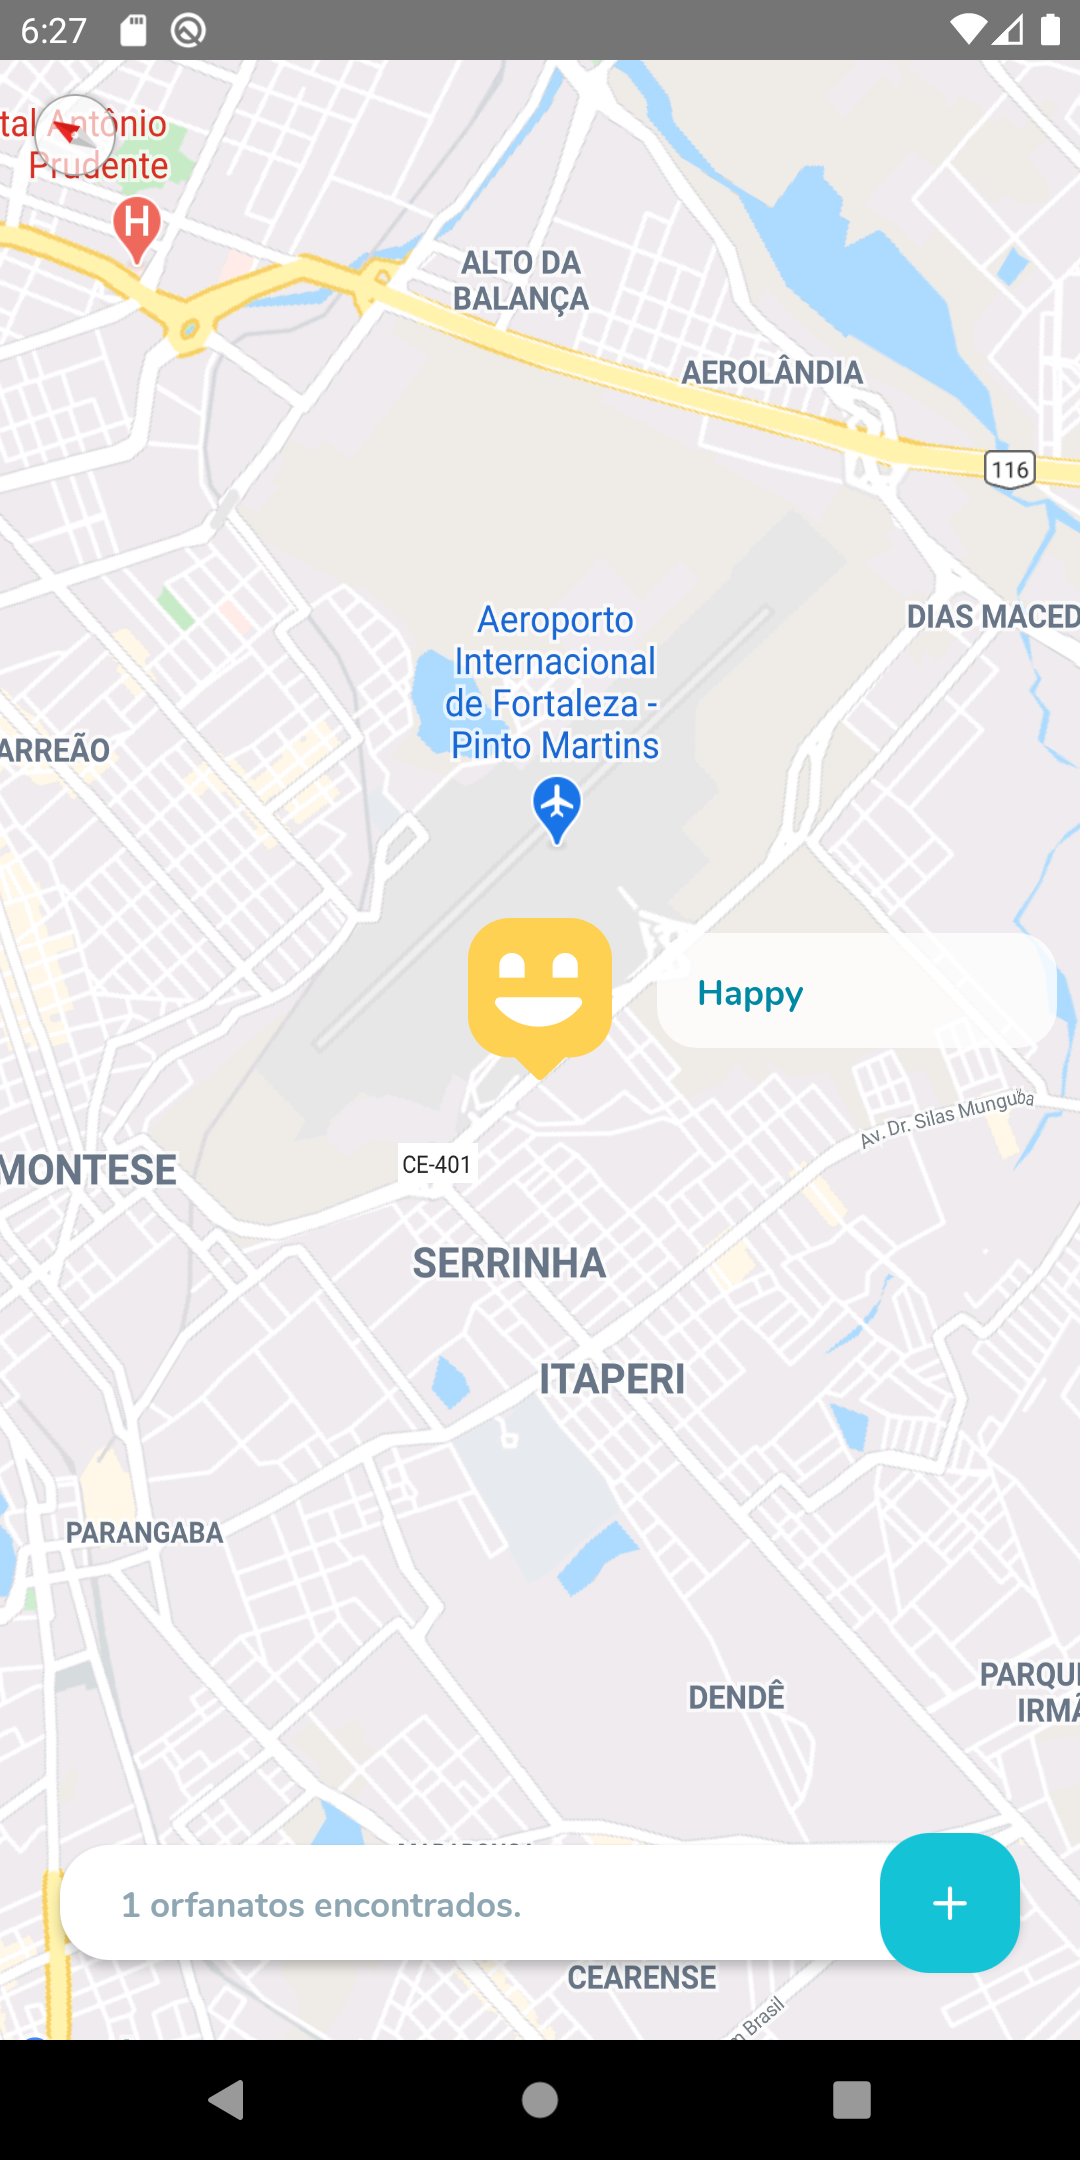 6:27
tal Antônio
Prudente
H
ALTO DA
BALANÇA
AEROLÂNDIA
116
Aeroporto
Internacional
de Fortaleza -
Pinto Martins
DIAS MACED
ARREÃO
Happy
Av. Dr. Silas Munguba
CE-401
MONTESE
SERRINHA
ITAPERI
PARANGABA
DENDÊ
PARQU
IRMÃ
1 orfanatos encontrados.
+
CEARENSE
Brasil